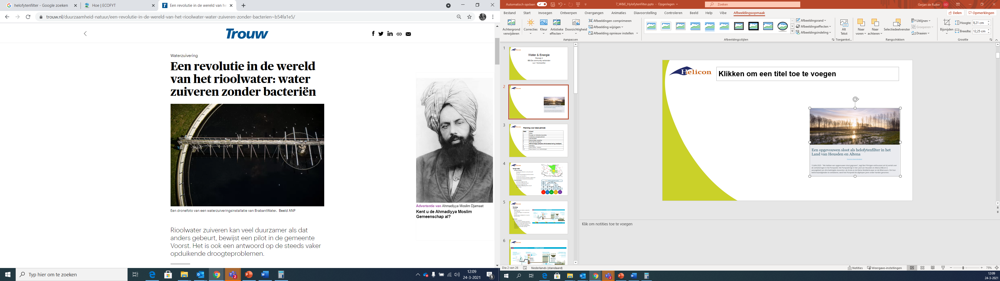 helofytenfilter - Google zoeken
Hoe | ECOFYT
Een revolutie in de wereld van he
trouw.nl/duurzaamheid-natuur/een-revolutie-in-de-wereld-van-het-rioolwater-water-zuiveren-zonder-bacterien~b54fa1e5/
Trouw
Waterzuivering
Een revolutie in de wereld
van het rioolwater: water
zuiveren zonder bacteriën
Een dronefoto van een waterzuiveringsinstallatie van BrabantWater. Beeld ANP
Rioolwater zuiveren kan veel duurzamer als dat
anders gebeurt, bewijst een pilot in de gemeente
Voorst. Het is ook een antwoord op de steeds vaker
opduikende droogteproblemen.
Advertentie van Ahmadiyya Moslim Djamaat
Kent u de Ahmadiyya Moslim
Gemeenschap al?
Typ hier om te zoeken
12:09
24-3-2021
8
Automatisch opslaan
7_W&E_Hylofytenfilter.pptx - Opgeslagen
Zoeken
Gerjan de Ruiter GD
Bestand Start Invoegen Ontwerpen Overgangen Animaties Diavoorstelling Controleren Beeld Help Vibe Afbeeldingsopmaak
Delen Opmerkingen
Achtergrond verwijderen
Correcties
Kleur
Artistieke effecten
Doorzichtigheid
Afbeeldingen comprimeren
Afbeelding wijzigen
Afbeelding opnieuw instellen
Aanpassen
Afbeeldingsstijlen
Afbeeldingsrand
Afbeeldingseffecten
Afbeeldingsindeling
Alt Tekst
Toegankel...
Naar voren
Naar achteren
Selectiedeelvenster
Uitlijnen
Groeperen
Draaien
Rangschikken
Bijsnijden
Hoogte: 9,21 cm
Breedte: 12,25 cm
Grootte
1
Helicon
Water & Energie
Periode 3
2
3
Planning voor deze periode
4
Vorige week
5
Vandaag
6
Helicon
Klikken om een titel toe te voegen
Een opgevouwen sloot als helofytenfilter in het
Land van Heusden en Altena
Klik om notities toe te voegen
Dia 2 van 26
Nederlands (standaard)
Notities
Weergave-instellingen
75%
12:09
24-3-2021